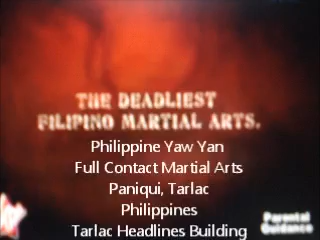 THE DEADLIEST
FILIPINO MARTIAL ARTS.
Philippine Yaw Yan
Full Contact Martial Arts
Paniqui, Tarlac
Philippines
Tarlac Headlines Building
Parental
Guidance